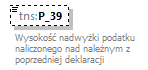 tns:P_39
Wysokość nadwyżki podatku
naliczonego nad należnym z
poprzedniej deklaracji